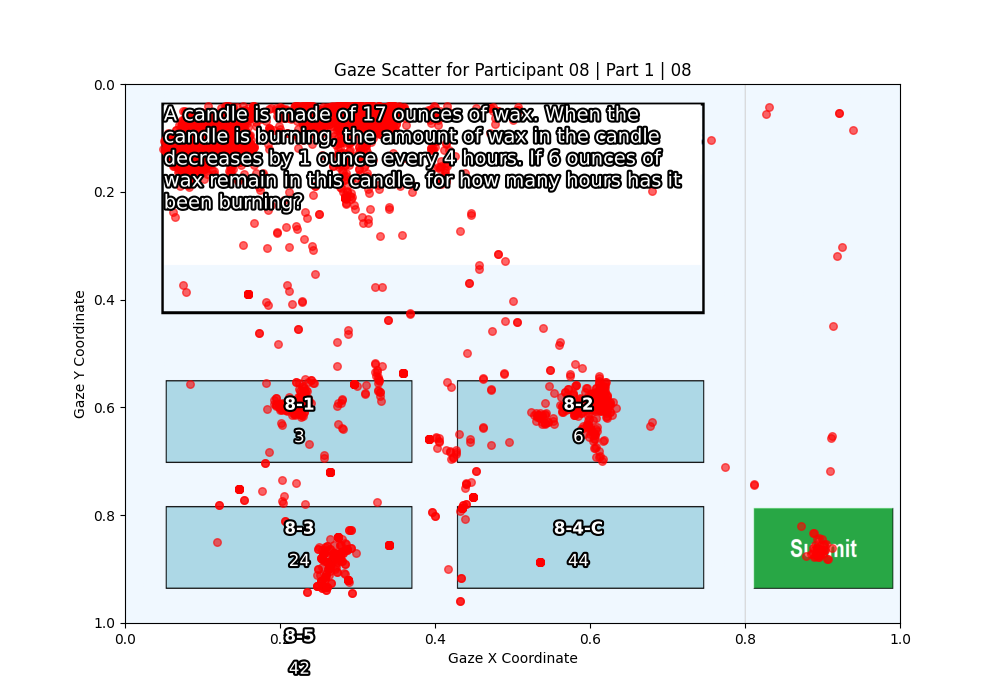 Gaze Scatter for Participant 08 | Part 1 | 08
A candle is made of 17 ounces of wax. When the
candle is burning, the amount of wax in the candle
decreases by 1 ounce every 4 hours. If 6 ounces of
wax remain in this candle, for how many hours has it
been burning?
0.0
0.2
0.4
0.6
0.8
1.0
Gaze Y Coordinate
8-1
3
8-2
6
8-3
24
8-4-C
44
Submit
8-5
42
0.0
0.2
0.4
0.6
0.8
1.0
Gaze X Coordinate